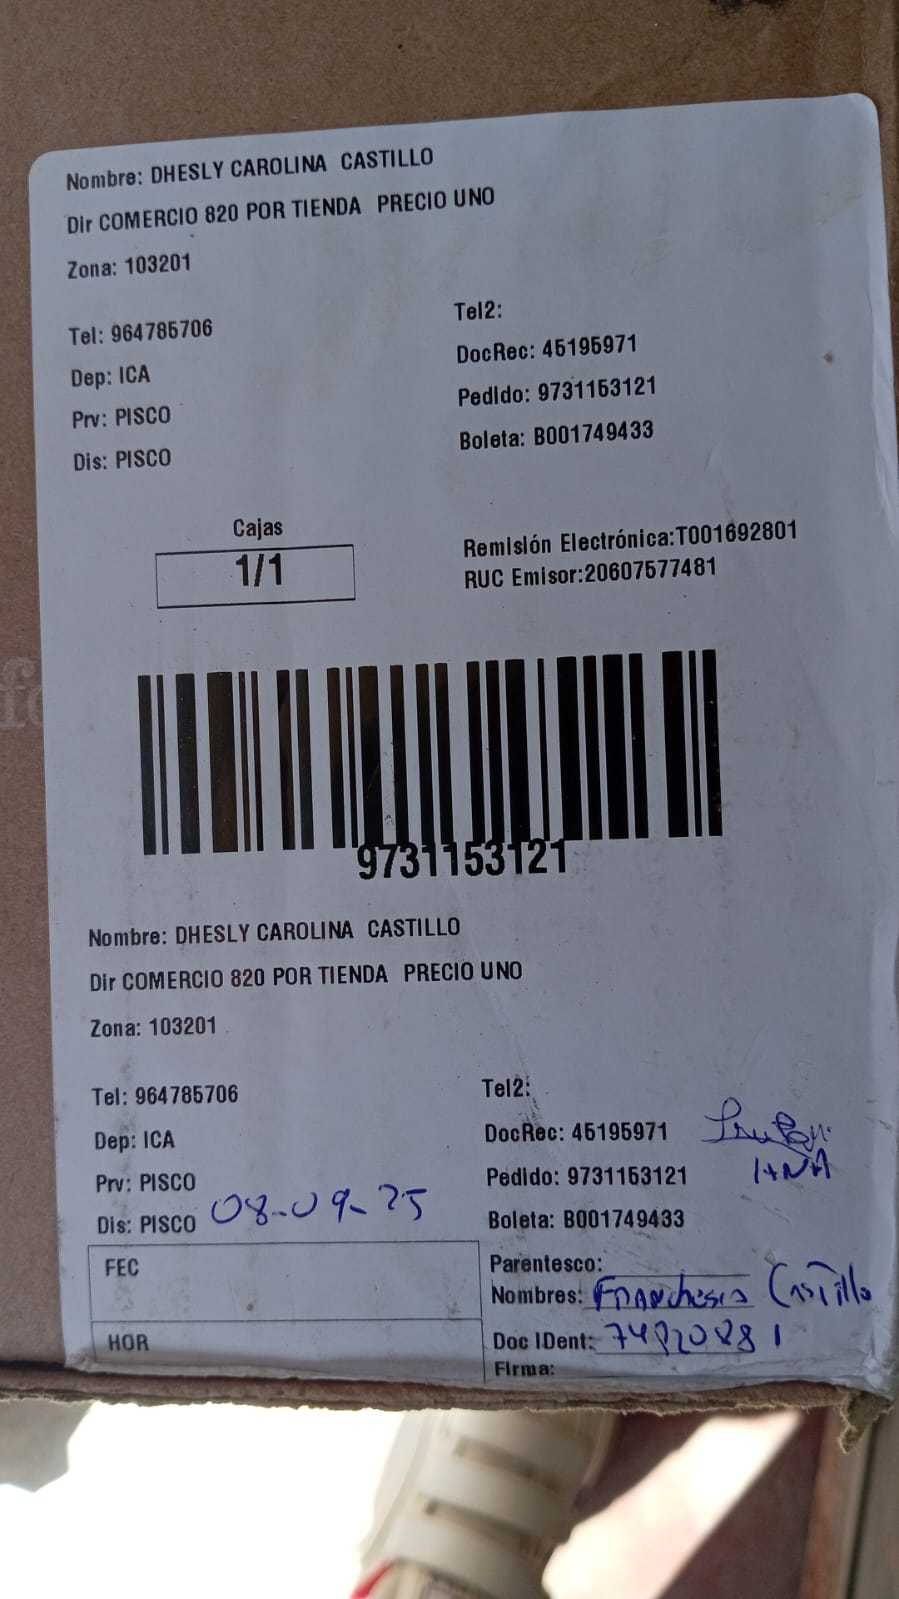 Nombre: DHESLY CAROLINA CASTILLO
Dir COMERCIO 820 POR TIENDA PRECIO UNO
Zona: 103201
Tel: 964785706
Tel2:
Dep: ICA
DocRec: 45195971
Prv: PISCO
Pedido: 9731153121
Dis: PISCO
Boleta: B001749433
Cajas
1/1
Remisión Electrónica:T001692801
RUC Emisor:20607577481
9731153121
Nombre: DHESLY CAROLINA CASTILLO
Dir COMERCIO 820 POR TIENDA PRECIO UNO
Zona: 103201
Tel: 964785706
Tel2:
Dep: ICA
DocRec: 45195971
Prv: PISCO
Pedido: 9731153121
HNA
Dis: PISCO 08-09-25
Boleta: B001749433
FEC
Parentesco:
Nombres: Castillo
HOR
Doc IDent:
Firma: